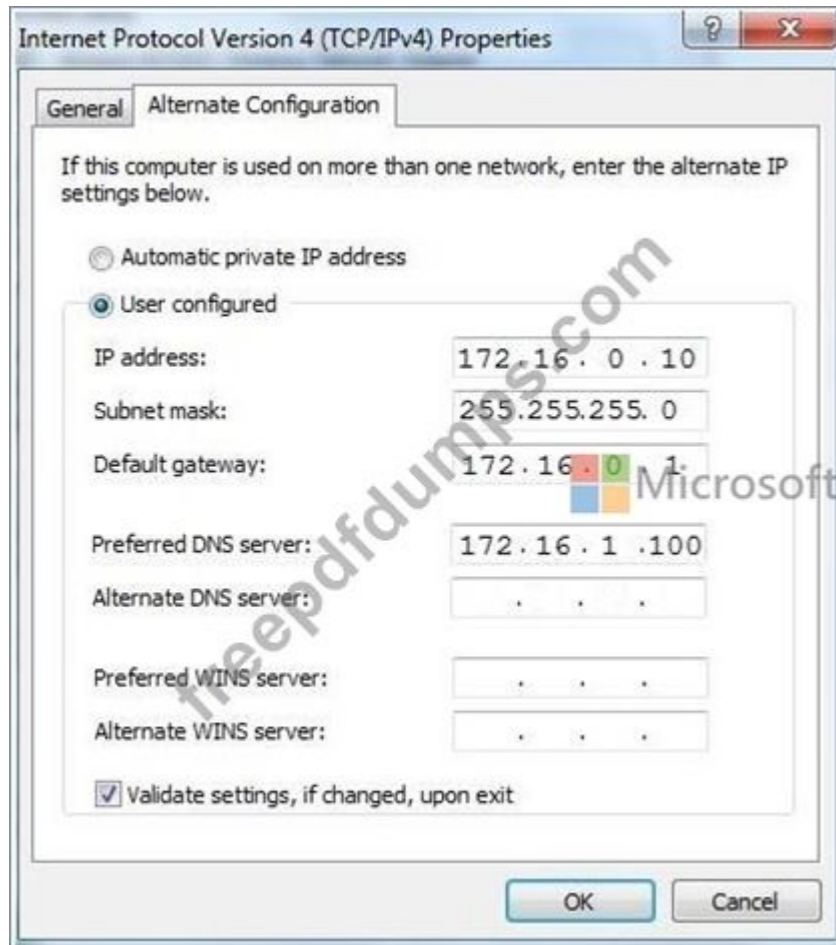 Internet Protocol Version 4 (TCP/IPv4) Properties
? X
General Alternate Configuration
If this computer is used on more than one network, enter the alternate IP
settings below.
Automatic private IP address
User configured
IP address: 172 . 16 . 0 . 10
Subnet mask: 255 . 255 . 255 . 0
Default gateway: 172 . 16 . 0 . 1
Microsoft
Preferred DNS server: 172 . 16 . 1 . 100
Alternate DNS server: . . .
Preferred WINS server: . . .
Alternate WINS server: . . .
Validate settings, if changed, upon exit
OK Cancel
freepdfdumps.com